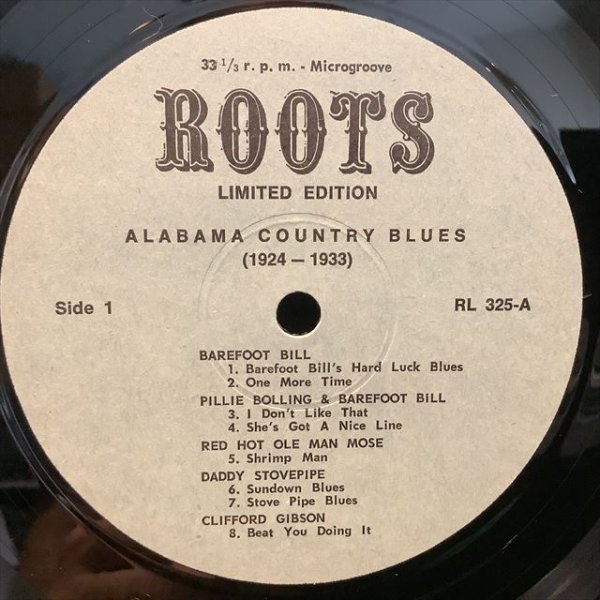 33 1/3 r. p. m. - Microgroove
ROOTS
LIMITED EDITION
ALABAMA COUNTRY BLUES
(1924 — 1933)
Side 1
RL 325-A
BAREFOOT BILL
1. Barefoot Bill's Hard Luck Blues
2. One More Time
PILLIE BOLLING & BAREFOOT BILL
3. I Don't Like That
4. She's Got A Nice Line
RED HOT OLE MAN MOSE
5. Shrimp Man
DADDY STOVEPIPE
6. Sundown Blues
7. Stove Pipe Blues
CLIFFORD GIBSON
8. Beat You Doing It